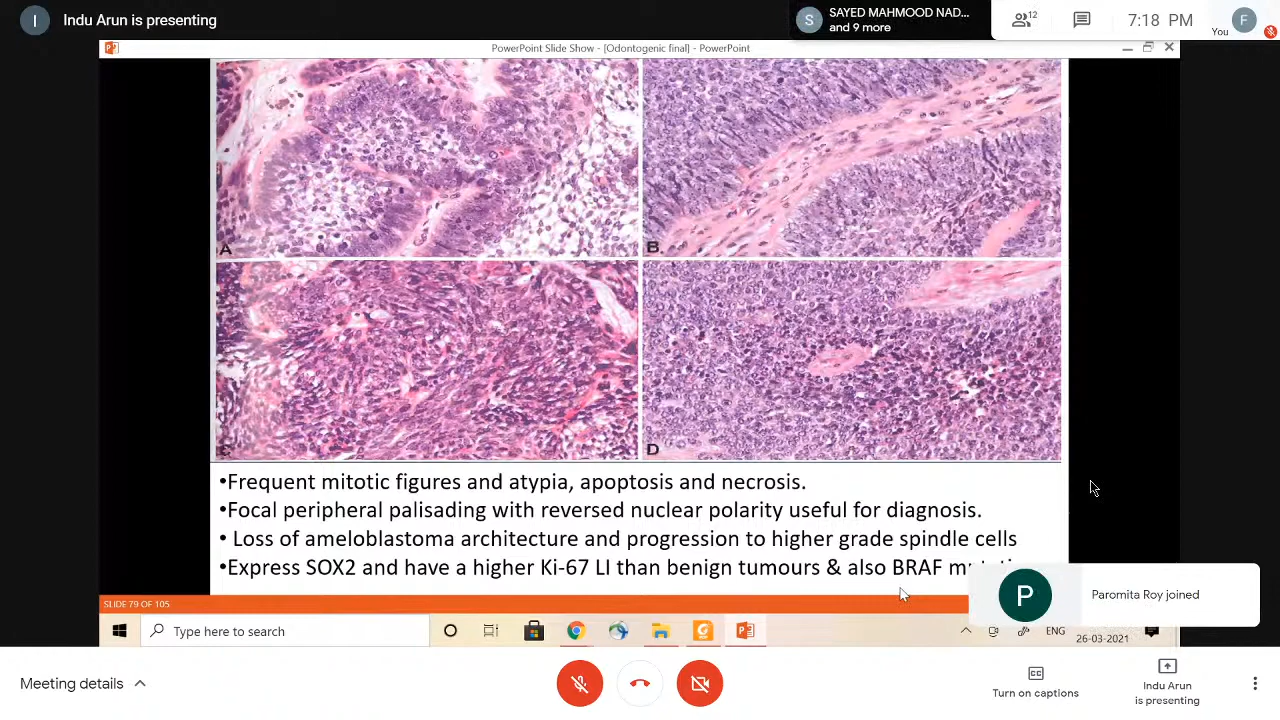 I Indu Arun is presenting
S SAYED MAHMOOD NAD...
and 9 more
12
7:18 PM
You
F
PowerPoint Slide Show - [Odontogenic final] - PowerPoint
A
B
C
D
•Frequent mitotic figures and atypia, apoptosis and necrosis.
•Focal peripheral palisading with reversed nuclear polarity useful for diagnosis.
• Loss of ameloblastoma architecture and progression to higher grade spindle cells
•Express SOX2 and have a higher Ki-67 LI than benign tumours & also BRAF
P Paromita Roy joined
SLIDE 79 OF 105
Type here to search
ENG
26-03-2021
Meeting details
CC
Turn on captions
Indu Arun
is presenting